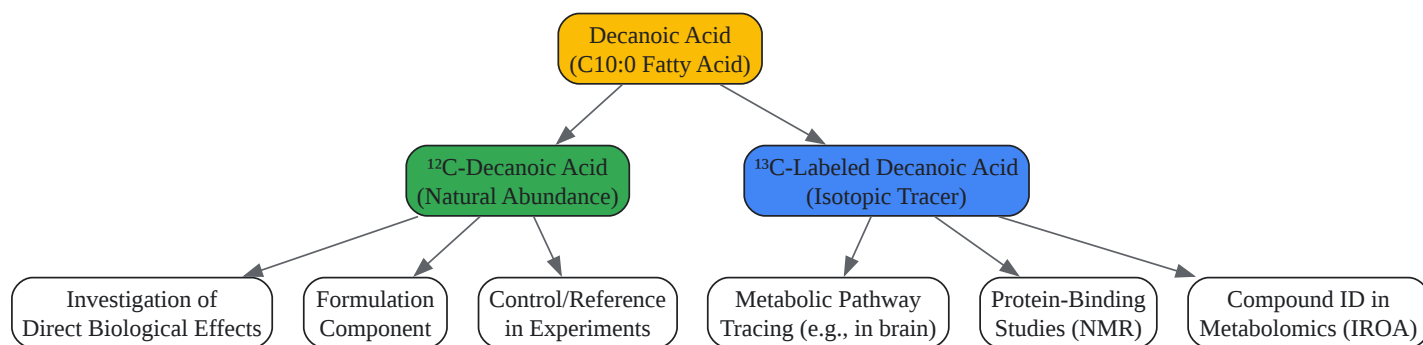 Decanoic Acid
(C10:0 Fatty Acid)
¹²C-Decanoic Acid
(Natural Abundance)
¹³C-Labeled Decanoic Acid
(Isotopic Tracer)
Investigation of
Direct Biological Effects
Formulation
Component
Control/Reference
in Experiments
Metabolic Pathway
Tracing (e.g., in brain)
Protein-Binding
Studies (NMR)
Compound ID in
Metabolomics (IROA)